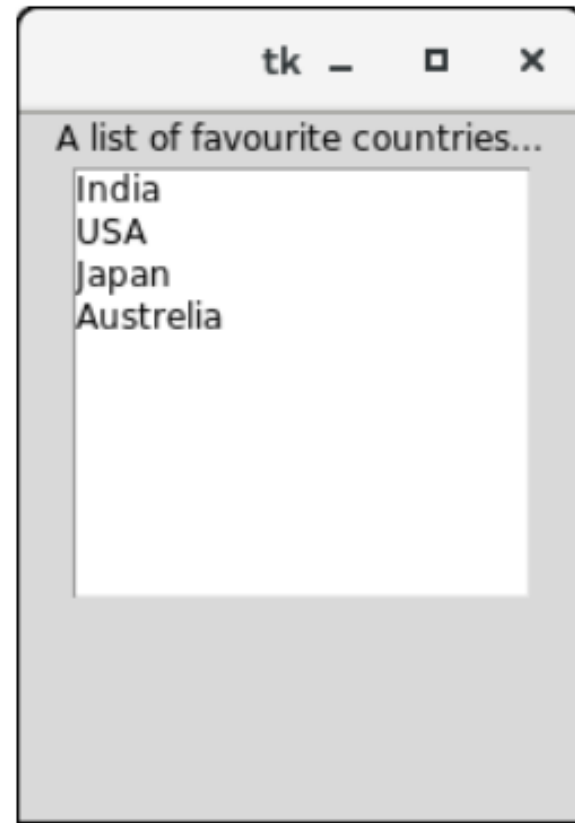 tk
A list of favourite countries...
India
USA
Japan
Austrelia